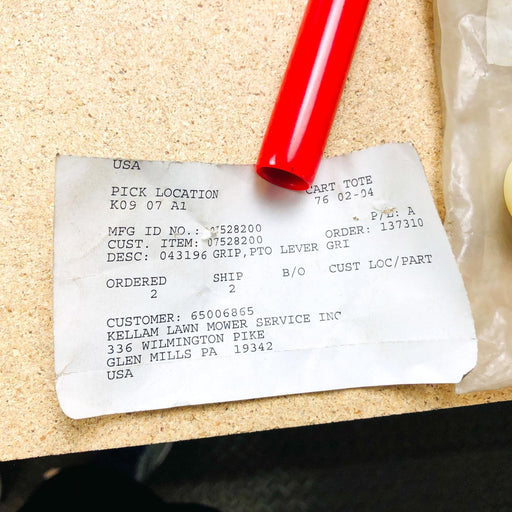 USA
PICK LOCATION CART TOTE
K09 07 A1 76 02-04
P/L: A
MFG ID NO.: 07528200
CUST. ITEM: 07528200 ORDER: 137310
DESC: 043196 GRIP,PTO LEVER GRI
ORDERED SHIP B/O CUST LOC/PART
2 2
CUSTOMER: 65006865
KELLAM LAWN MOWER SERVICE INC
336 WILMINGTON PIKE
GLEN MILLS PA 19342
USA